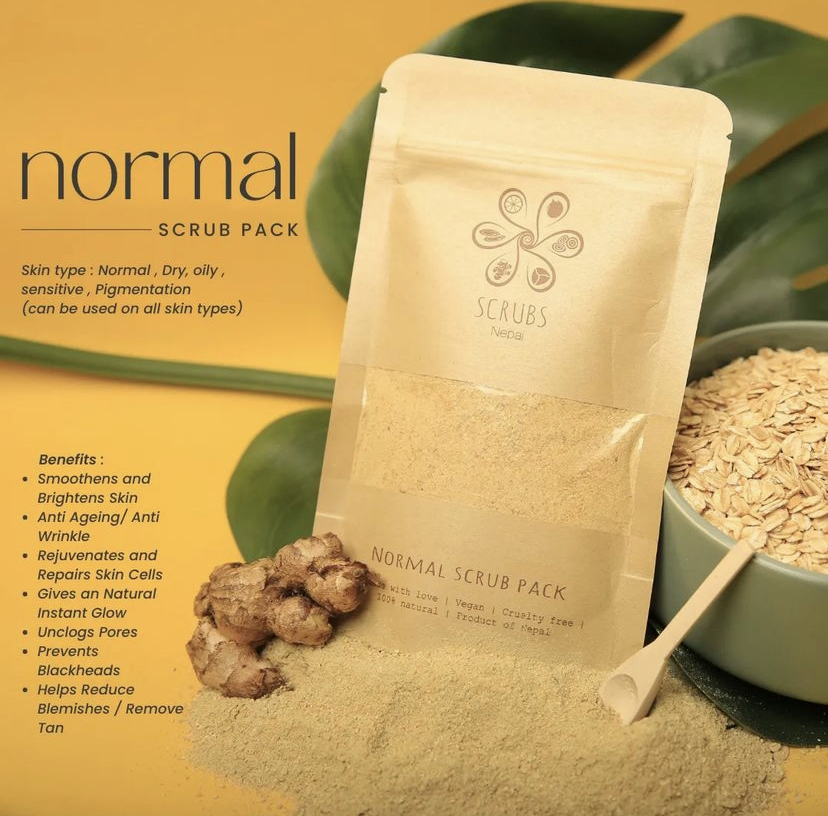 normal
SCRUB PACK
Skin type : Normal , Dry, oily ,
sensitive , Pigmentation
(can be used on all skin types)
Benefits :
• Smoothens and
Brightens Skin
• Anti Ageing/ Anti
Wrinkle
• Rejuvenates and
Repairs Skin Cells
• Gives an Natural
Instant Glow
• Unclogs Pores
• Prevents
Blackheads
• Helps Reduce
Blemishes / Remove
Tan
SCRUBS
Nepal
NORMAL SCRUB PACK
with love | Vegan | Cruelty free |
100% natural | Product of Nepal